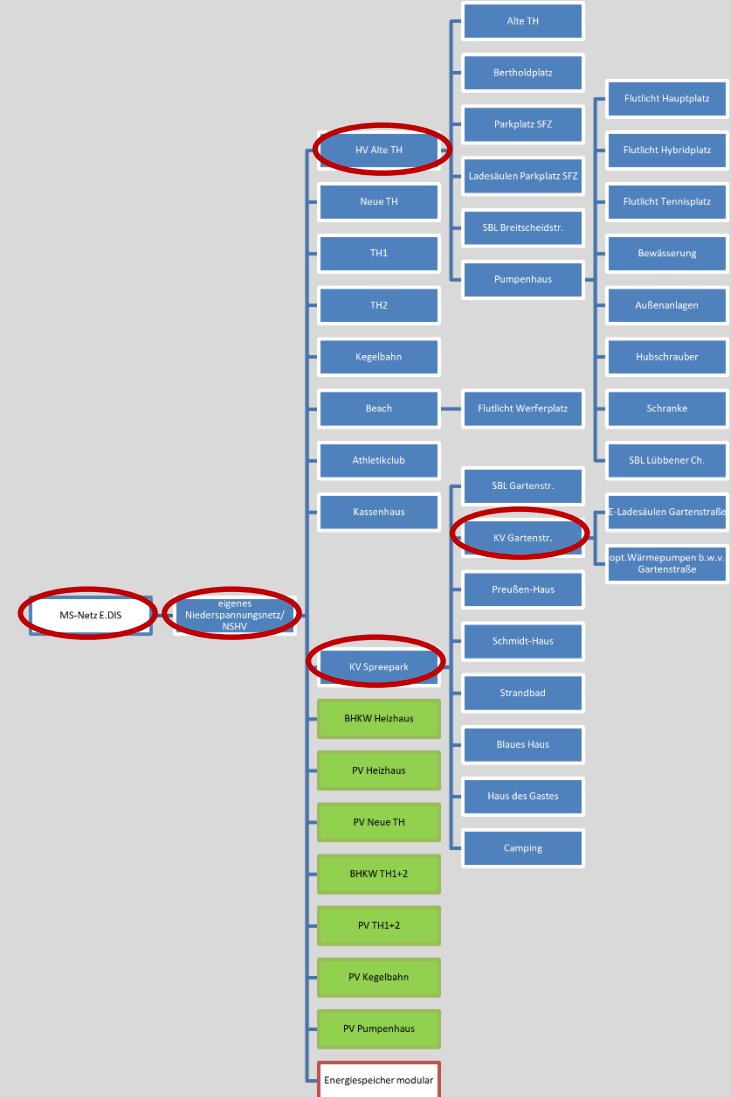 MS-Netz E.DIS
eigenes
Niederspannungsnetz/
NSHV
HV Alte TH
Neue TH
TH1
TH2
Kegelbahn
Beach
Athletikclub
Kassenhaus
KV Spreepark
BHKW Heizhaus
PV Heizhaus
PV Neue TH
BHKW TH1+2
PV TH1+2
PV Kegelbahn
PV Pumpenhaus
Energiespeicher modular
Alte TH
Bertholdplatz
Parkplatz SFZ
Ladesäulen Parkplatz SFZ
SBL Breitscheidstr.
Pumpenhaus
Flutlicht Werferplatz
SBL Gartenstr.
KV Gartenstr.
Preußen-Haus
Schmidt-Haus
Strandbad
Blaues Haus
Haus des Gastes
Camping
Flutlicht Hauptplatz
Flutlicht Hybridplatz
Flutlicht Tennisplatz
Bewässerung
Außenanlagen
Hubschrauber
Schranke
SBL Lübbener Ch.
E-Ladesäulen Gartenstraße
opt.Wärmepumpen b.w.v.
Gartenstraße